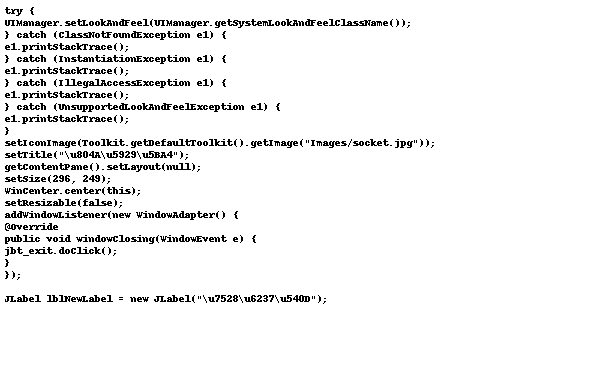 try {
UIManager.setLookAndFeel(UIManager.getSystemLookAndFeelClassName());
} catch (ClassNotFoundException e1) {
e1.printStackTrace();
} catch (InstantiationException e1) {
e1.printStackTrace();
} catch (IllegalAccessException e1) {
e1.printStackTrace();
} catch (UnsupportedLookAndFeelException e1) {
e1.printStackTrace();
}
setIconImage(Toolkit.getDefaultToolkit().getImage("Images/socket.jpg"));
setTitle("\u804A\u5929\u5BA4");
getContentPane().setLayout(null);
setSize(296, 249);
WinCenter.center(this);
setResizable(false);
addWindowListener(new WindowAdapter() {
@Override
public void windowClosing(WindowEvent e) {
jbt_exit.doClick();
}
});
JLabel lblNewLabel = new JLabel("\u7528\u6237\u540D");